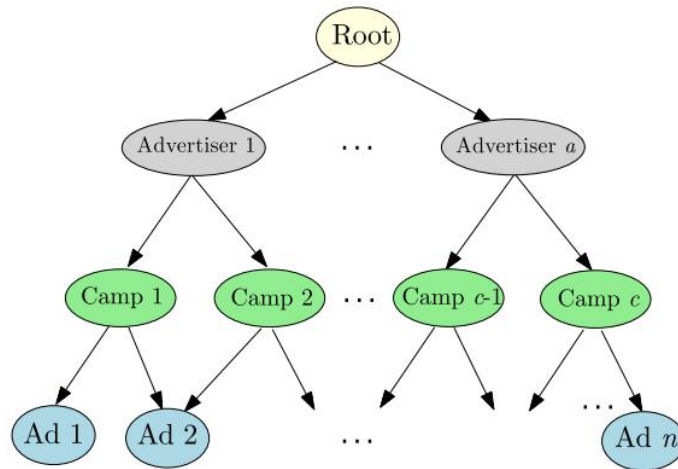 Root
Advertiser 1 ... Advertiser a
Camp 1 Camp 2 ... Camp c-1 Camp c
...
Ad 1 Ad 2 ... Ad n